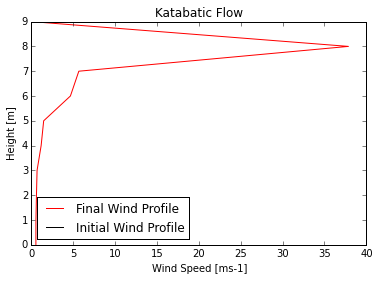 Katabatic Flow
Height [m]
9
8
7
6
5
4
3
2
1
0
Final Wind Profile
Initial Wind Profile
0 5 10 15 20 25 30 35 40
Wind Speed [ms-1]